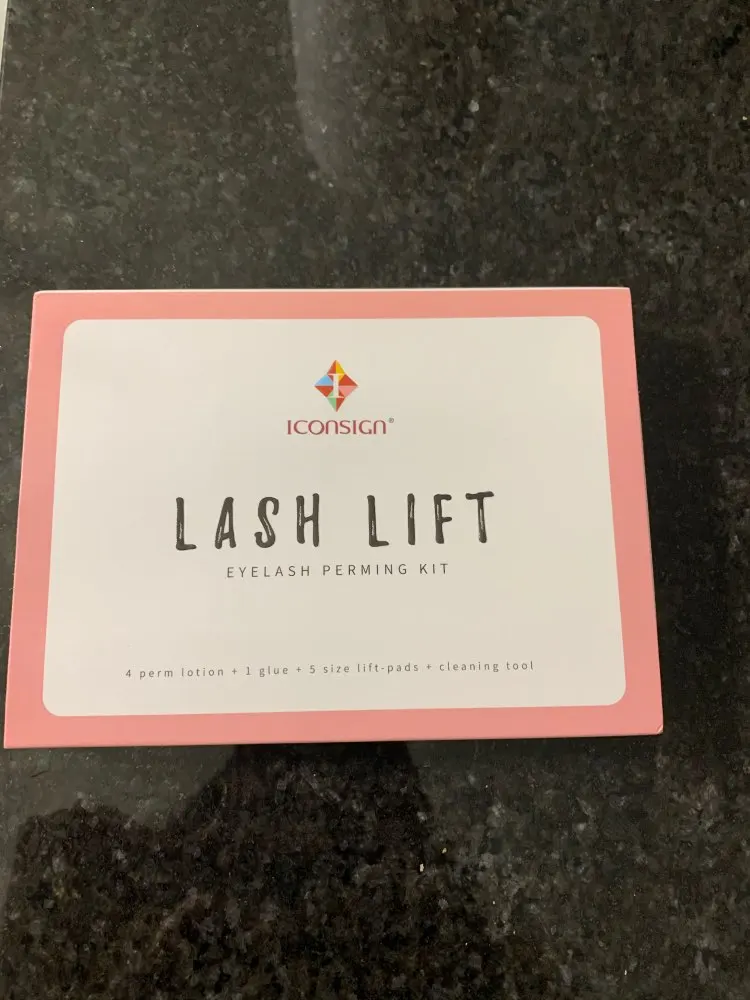 I
ICONSIGN®
LASH LIFT
EYELASH PERMING KIT
4 perm lotion + 1 glue + 5 size lift-pads + cleaning tool